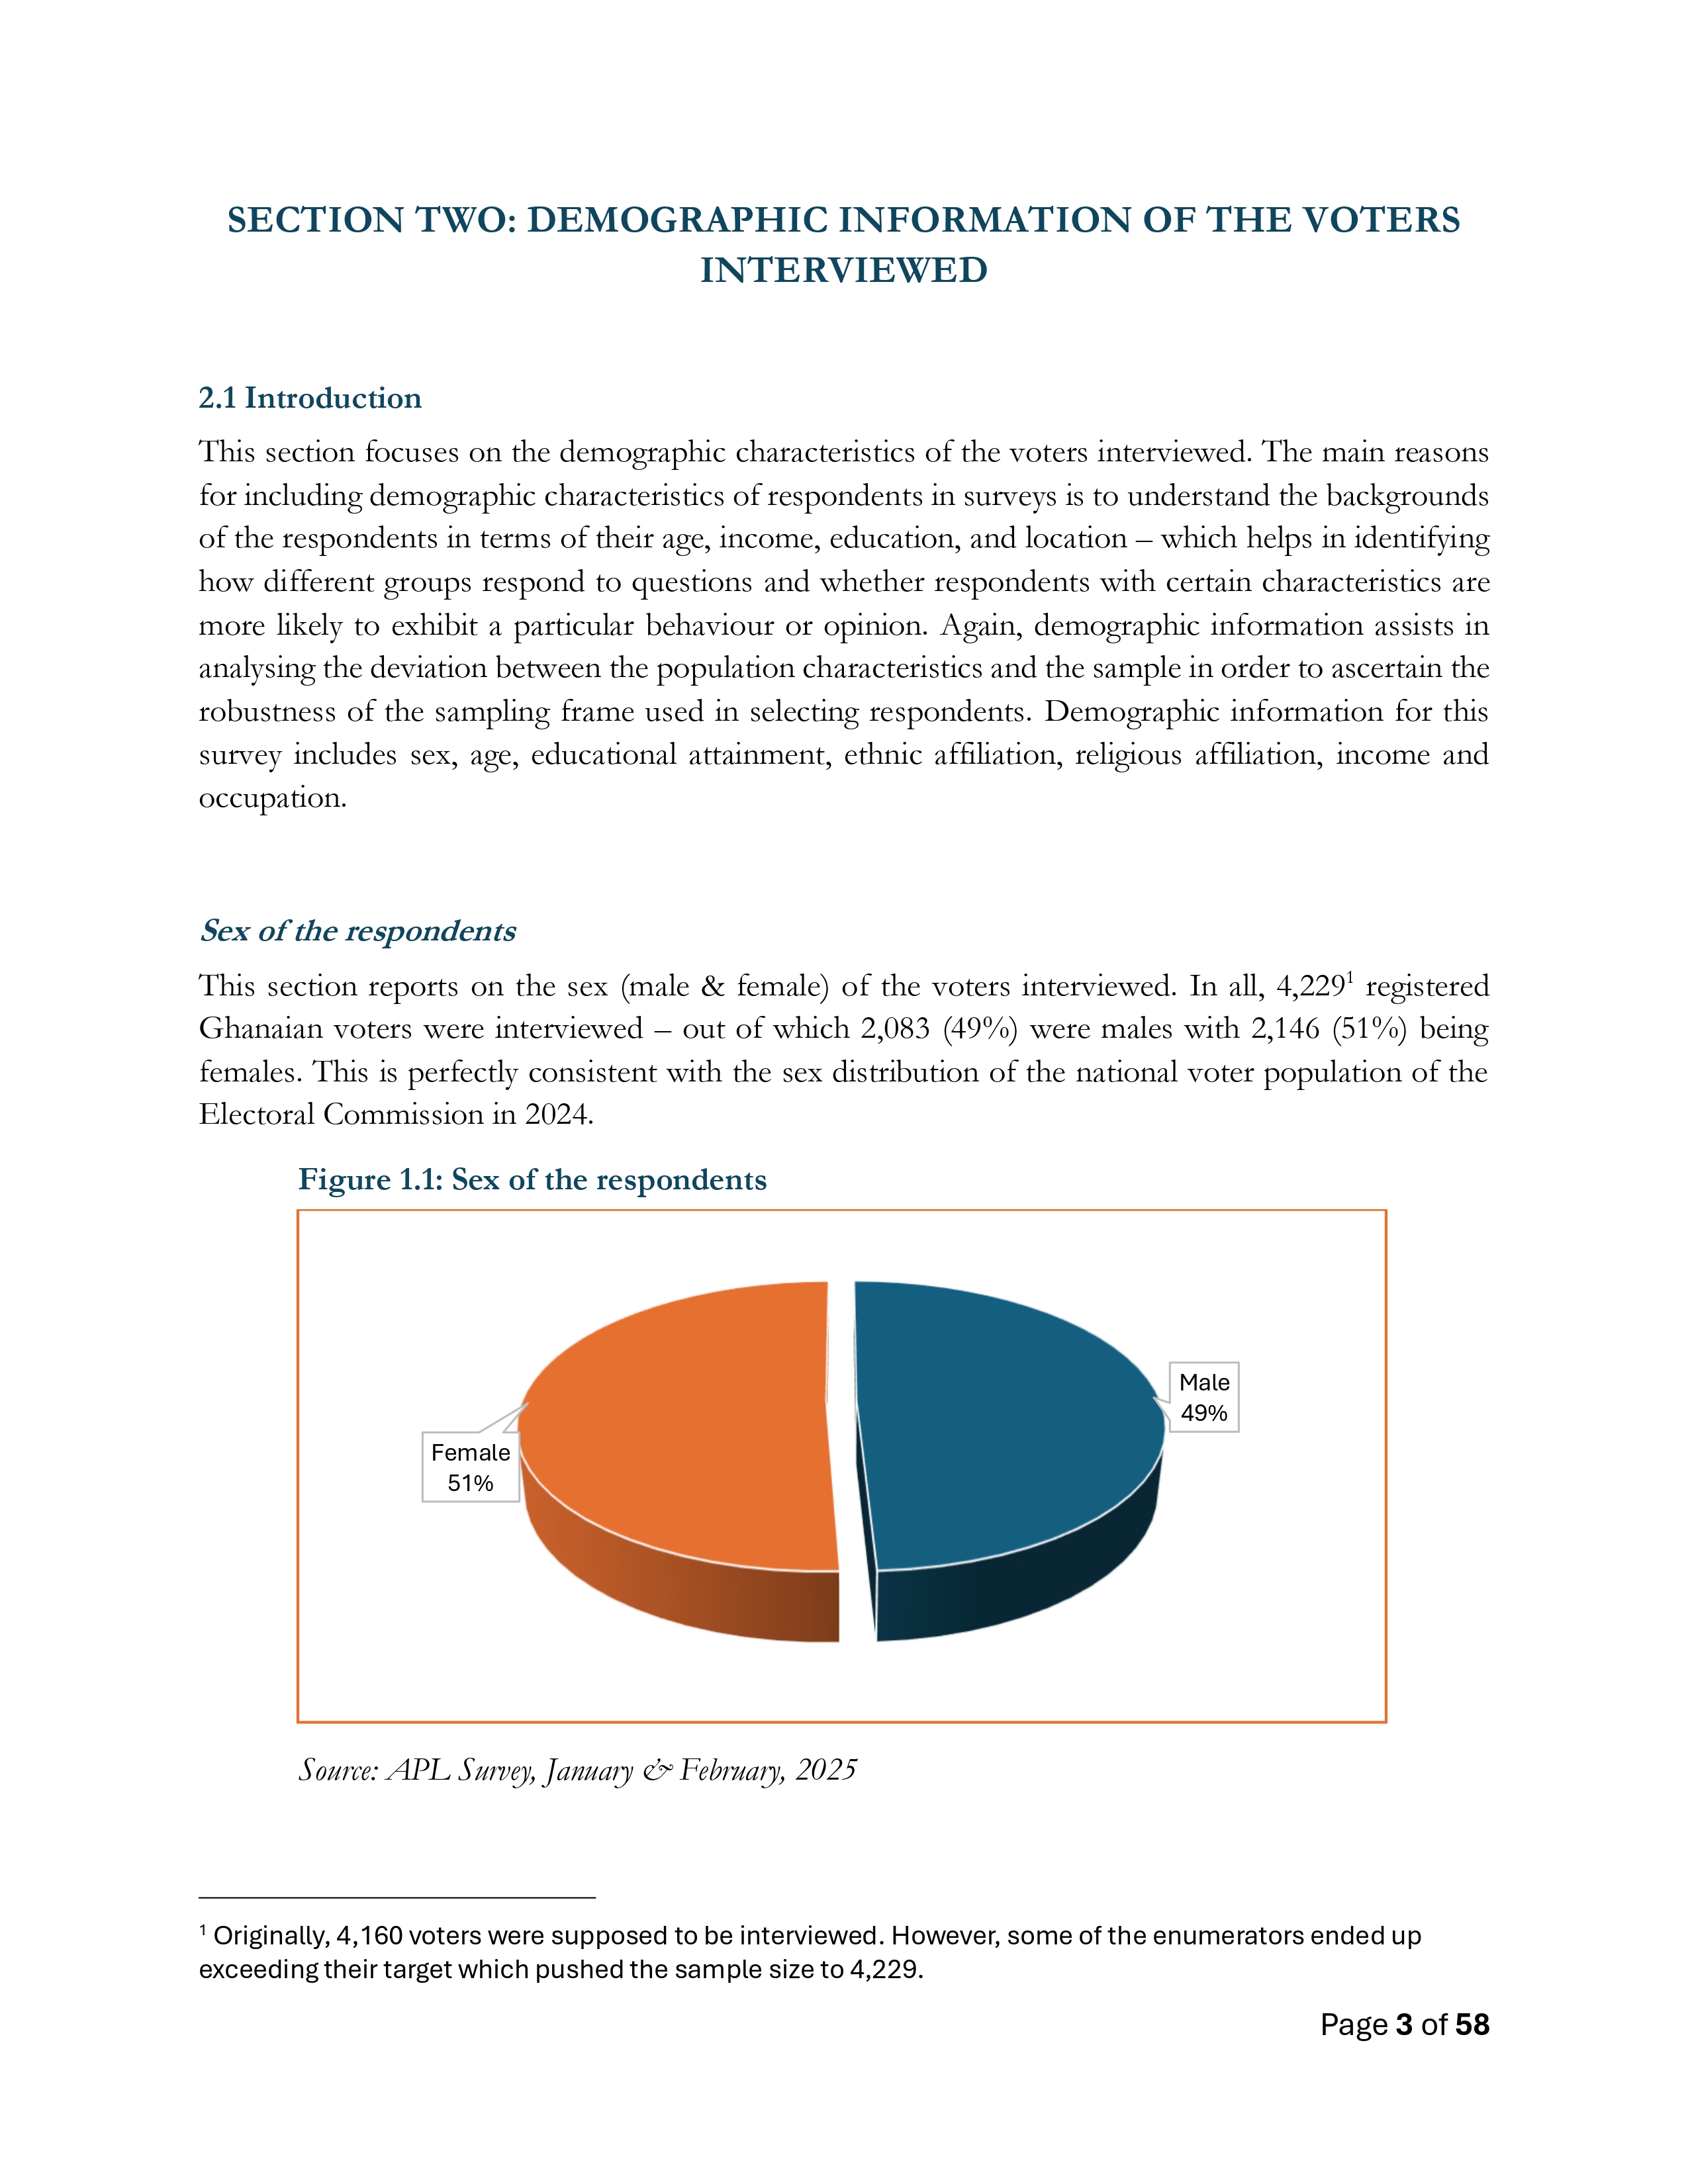 SECTION TWO: DEMOGRAPHIC INFORMATION OF THE VOTERS
INTERVIEWED
2.1 Introduction
This section focuses on the demographic characteristics of the voters interviewed. The main reasons
for including demographic characteristics of respondents in surveys is to understand the backgrounds
of the respondents in terms of their age, income, education, and location – which helps in identifying
how different groups respond to questions and whether respondents with certain characteristics are
more likely to exhibit a particular behaviour or opinion. Again, demographic information assists in
analysing the deviation between the population characteristics and the sample in order to ascertain the
robustness of the sampling frame used in selecting respondents. Demographic information for this
survey includes sex, age, educational attainment, ethnic affiliation, religious affiliation, income and
occupation.
Sex of the respondents
This section reports on the sex (male & female) of the voters interviewed. In all, 4,229¹ registered
Ghanaian voters were interviewed – out of which 2,083 (49%) were males with 2,146 (51%) being
females. This is perfectly consistent with the sex distribution of the national voter population of the
Electoral Commission in 2024.
Figure 1.1: Sex of the respondents
Male
49%
Female
51%
Source: APL Survey, January & February, 2025
¹ Originally, 4,160 voters were supposed to be interviewed. However, some of the enumerators ended up
exceeding their target which pushed the sample size to 4,229.
Page 3 of 58